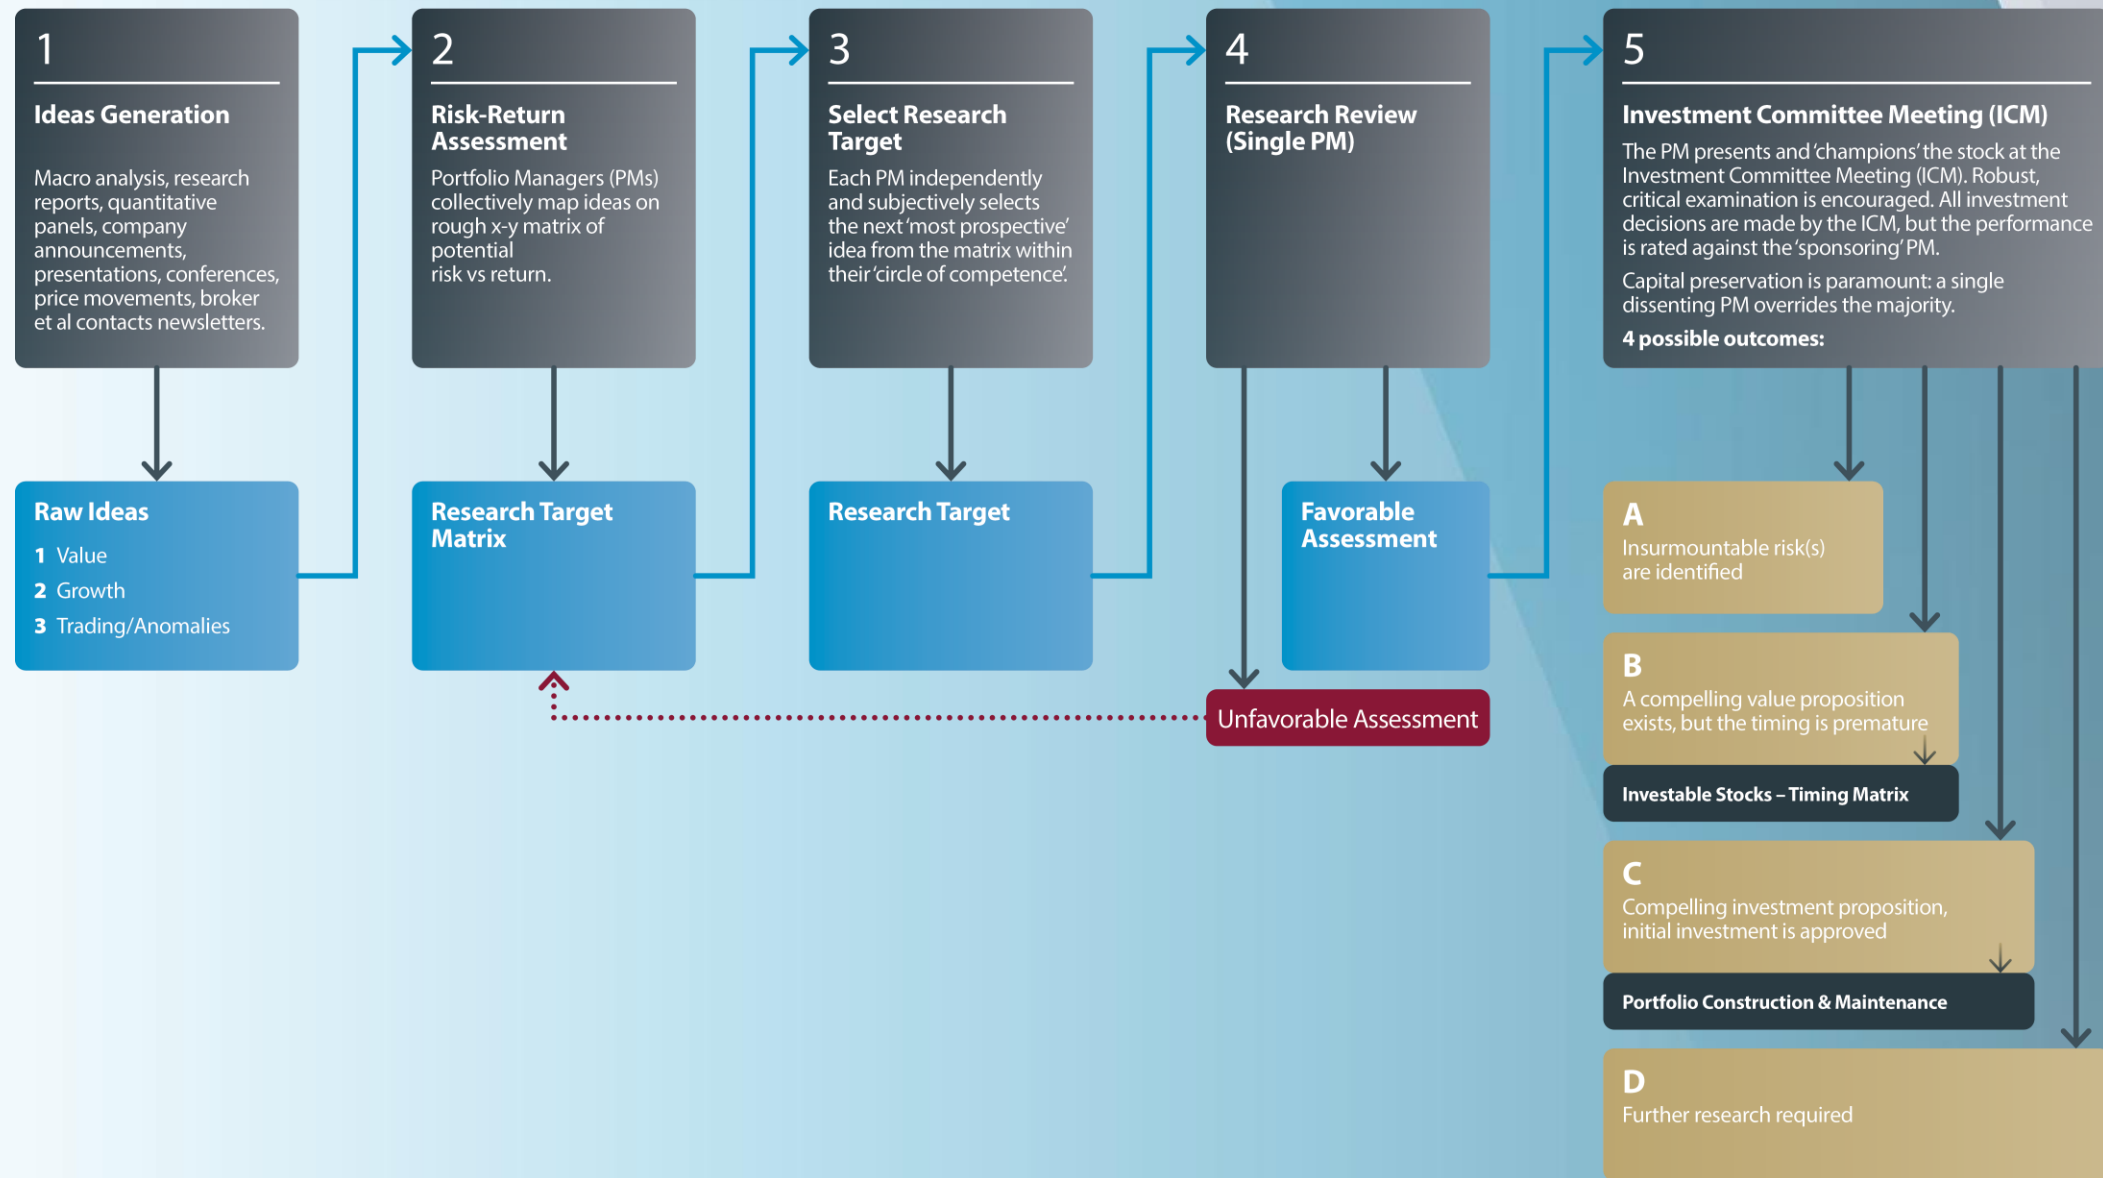 1
Ideas Generation
Macro analysis, research
reports, quantitative
panels, company
announcements,
presentations, conferences,
price movements, broker
et al contacts newsletters.
Raw Ideas
1 Value
2 Growth
3 Trading/Anomalies
2
Risk-Return
Assessment
Portfolio Managers (PMs)
collectively map ideas on
rough x-y matrix of
potential
risk vs return.
Research Target
Matrix
3
Select Research
Target
Each PM independently
and subjectively selects
the next ‘most prospective’
idea from the matrix within
their ‘circle of competence’.
Research Target
4
Research Review
(Single PM)
Favorable
Assessment
Unfavorable Assessment
5
Investment Committee Meeting (ICM)
The PM presents and ‘champions’ the stock at the
Investment Committee Meeting (ICM). Robust,
critical examination is encouraged. All investment
decisions are made by the ICM, but the performance
is rated against the ‘sponsoring’ PM.
Capital preservation is paramount: a single
dissenting PM overrides the majority.
4 possible outcomes:
A
Insurmountable risk(s)
are identified
B
A compelling value proposition
exists, but the timing is premature
Investable Stocks – Timing Matrix
C
Compelling investment proposition,
initial investment is approved
Portfolio Construction & Maintenance
D
Further research required